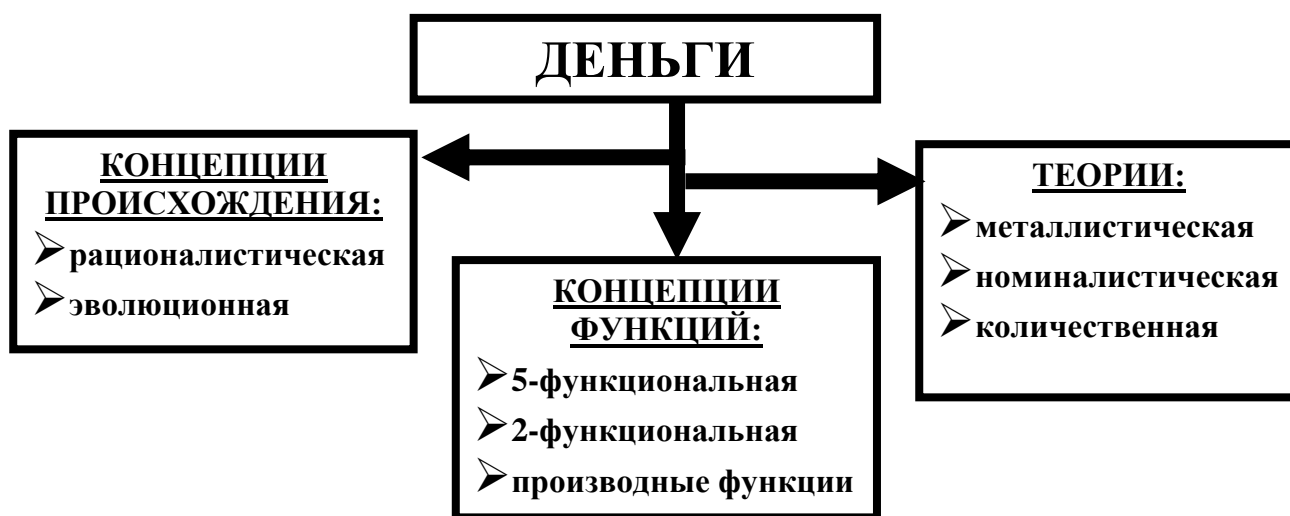 ДЕНЬГИ
КОНЦЕПЦИИ
ПРОИСХОЖДЕНИЯ:
рационалистическая
эволюционная
КОНЦЕПЦИИ
ФУНКЦИЙ:
5-функциональная
2-функциональная
производные функции
ТЕОРИИ:
металлистическая
номиналистическая
количественная